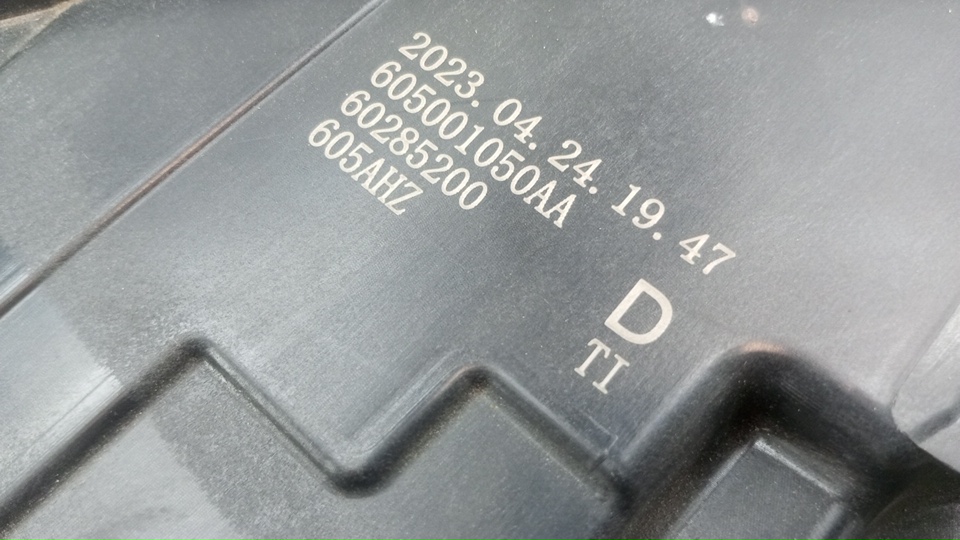 2023. 04. 24. 19. 47
605001050AA
60285200
605AHZ
D
TI